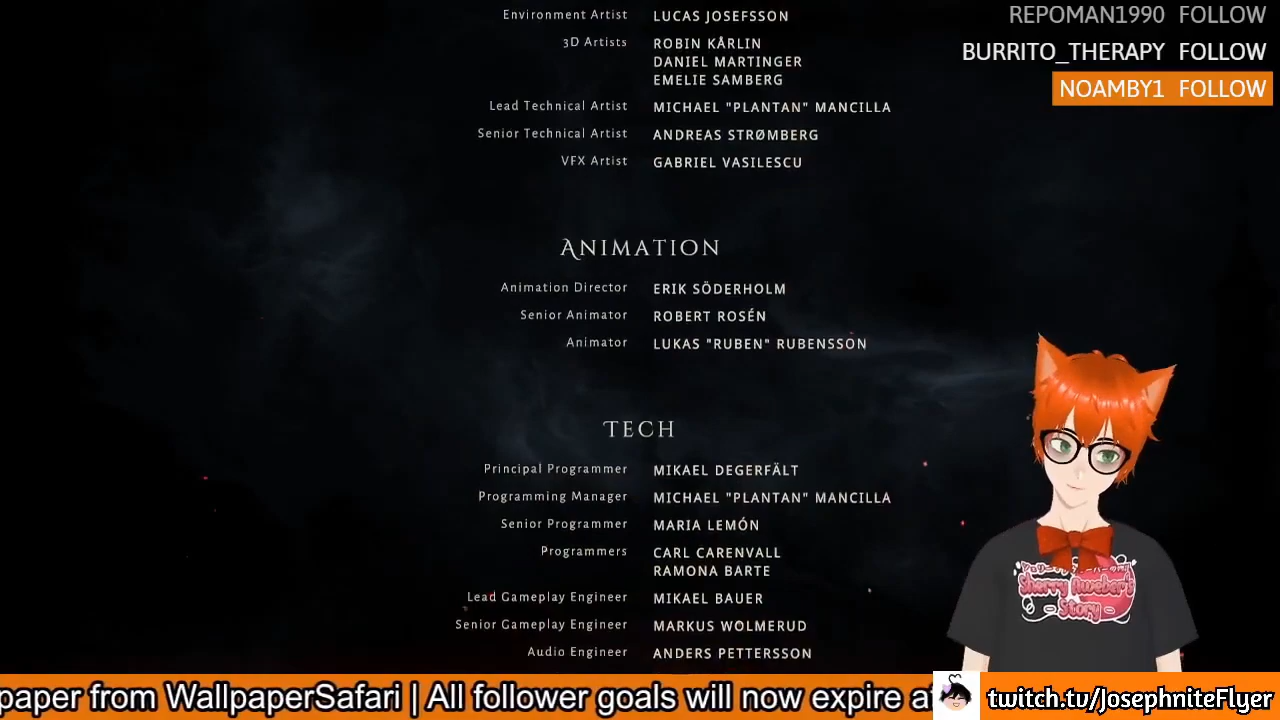 Environment Artist LUCAS JOSEFSSON
3D Artists ROBIN KÅRLIN
DANIEL MARTINGER
EMELIE SAMBERG
Lead Technical Artist MICHAEL "PLANTAN" MANCILLA
Senior Technical Artist ANDREAS STRØMBERG
VFX Artist GABRIEL VASILESCU
REPOMAN1990 FOLLOW
BURRITO_THERAPY FOLLOW
NOAMBY1 FOLLOW
ANIMATION
Animation Director ERIK SÖDERHOLM
Senior Animator ROBERT ROSÉN
Animator LUKAS "RUBEN" RUBENSSON
TECH
Principal Programmer MIKAEL DEGERFÄLT
Programming Manager MICHAEL "PLANTAN" MANCILLA
Senior Programmer MARIA LEMÓN
Programmers CARL CARENVALL
RAMONA BARTE
Lead Gameplay Engineer MIKAEL BAUER
Senior Gameplay Engineer MARKUS WOLMERUD
Audio Engineer ANDERS PETTERSSON
Sherry Aweber's
Story
paper from WallpaperSafari | All follower goals will now expire
twitch.tv/JosephniteFlyer